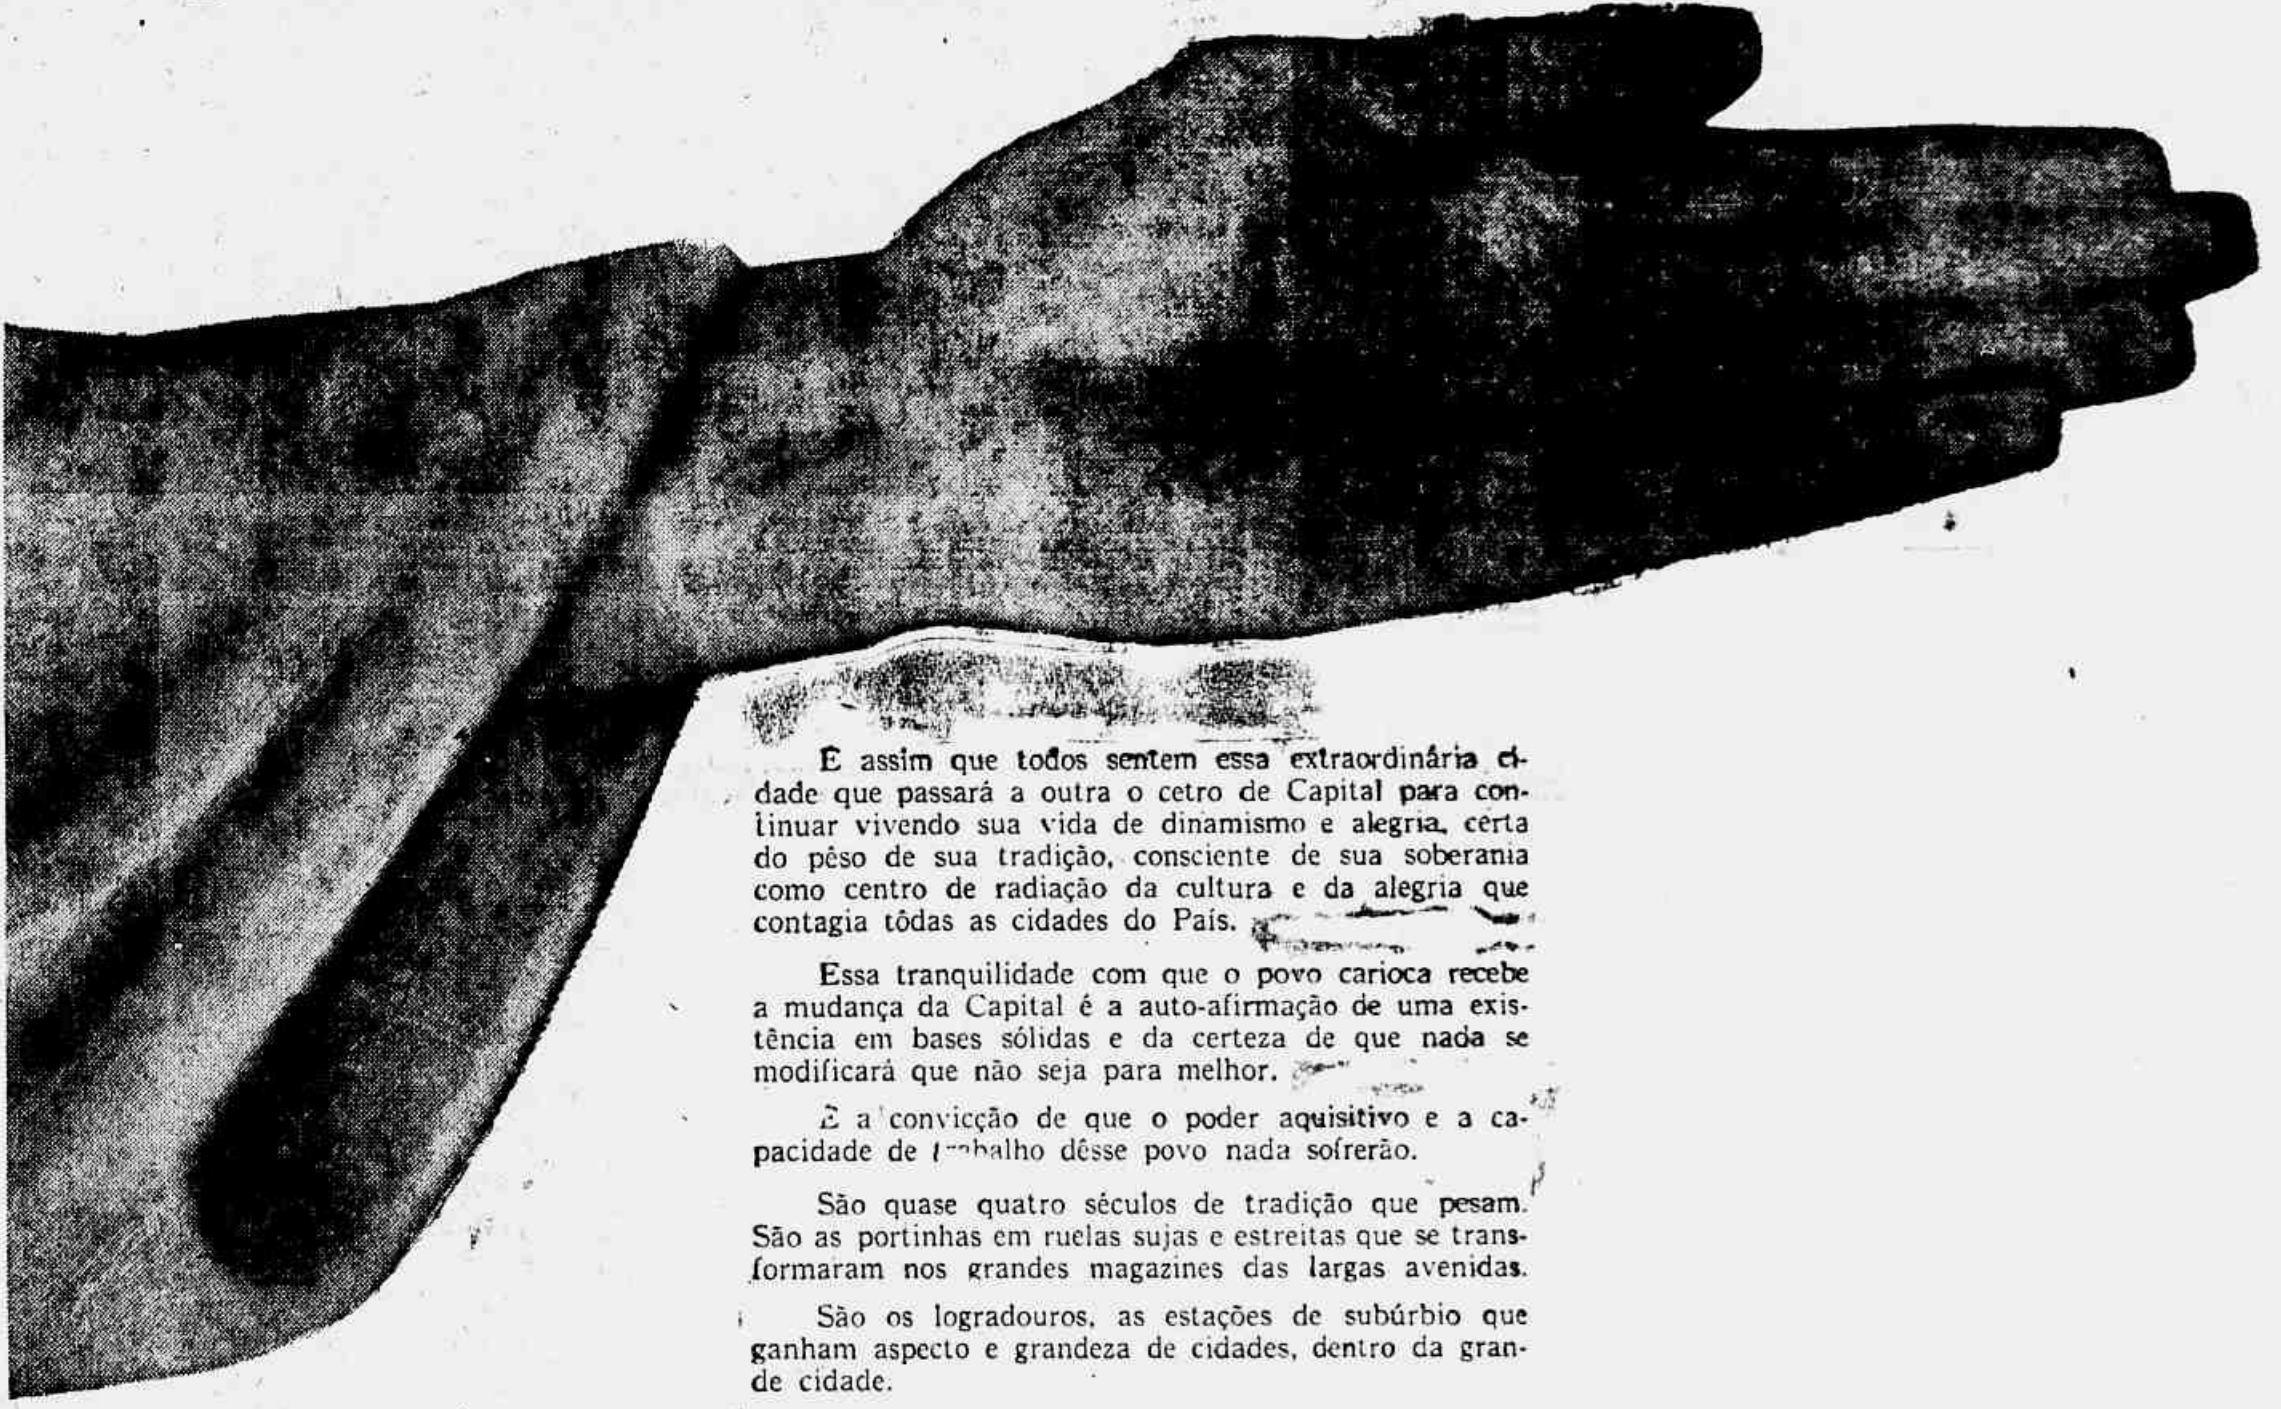 É assim que todos sentem essa extraordinária ci-
dade que passará a outra o cetro de Capital para con-
tinuar vivendo sua vida de dinamismo e alegria, certa
do pêso de sua tradição, consciente de sua soberania
como centro de radiação da cultura e da alegria que
contagia tôdas as cidades do País.
Essa tranquilidade com que o povo carioca recebe
a mudança da Capital é a auto-afirmação de uma exis-
tência em bases sólidas e da certeza de que nada se
modificará que não seja para melhor.
É a convicção de que o poder aquisitivo e a ca-
pacidade de trabalho dêsse povo nada sofrerão.
São quase quatro séculos de tradição que pesam.
São as portinhas em ruelas sujas e estreitas que se trans-
formaram nos grandes magazines das largas avenidas.
São os logradouros, as estações de subúrbio que
ganham aspecto e grandeza de cidades, dentro da gran-
de cidade.